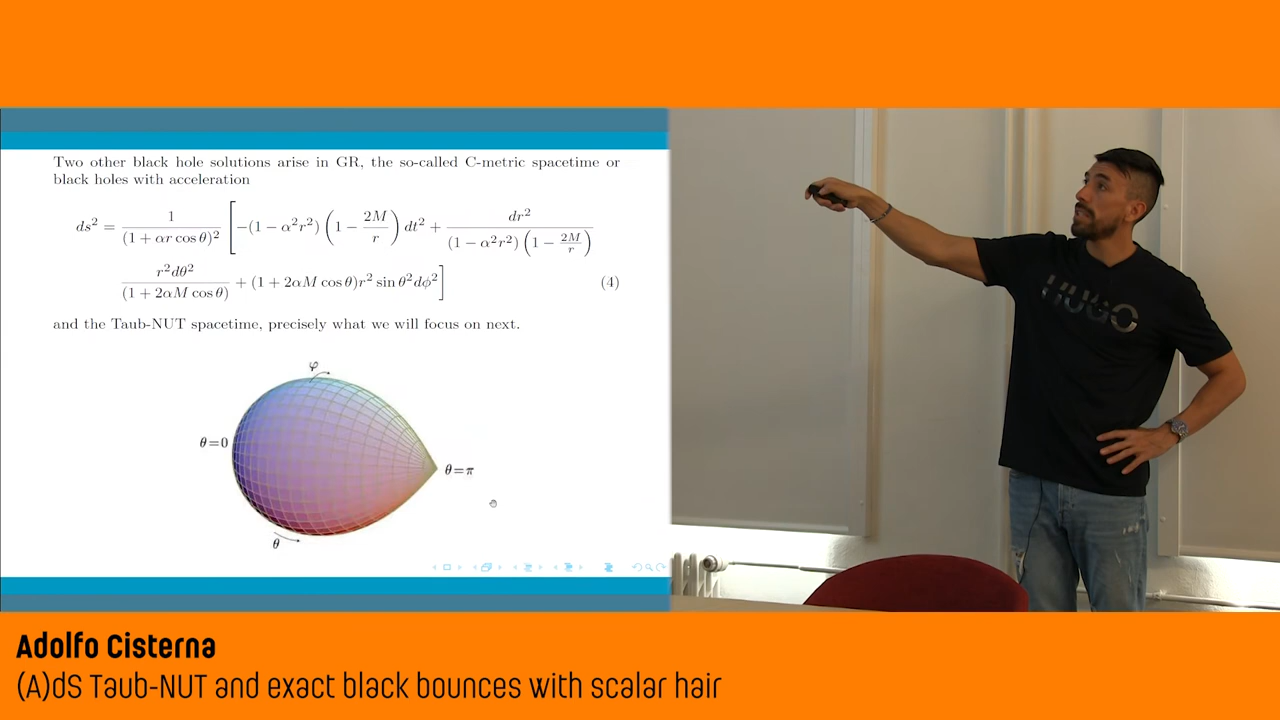 Two other black hole solutions arise in GR, the so-called C-metric spacetime or
black holes with acceleration
ds² = 1/(1 + αr cos θ)² [ −(1 − α²r²) (1 − 2M/r) dt² + dr²/((1 − α²r²) (1 − 2M/r))
r²dθ²/(1 + 2αM cos θ) + (1 + 2αM cos θ)r² sin θ²dϕ² ] (4)
and the Taub-NUT spacetime, precisely what we will focus on next.
φ
θ=0
θ=π
θ
HUGO
Adolfo Cisterna
(A)dS Taub-NUT and exact black bounces with scalar hair